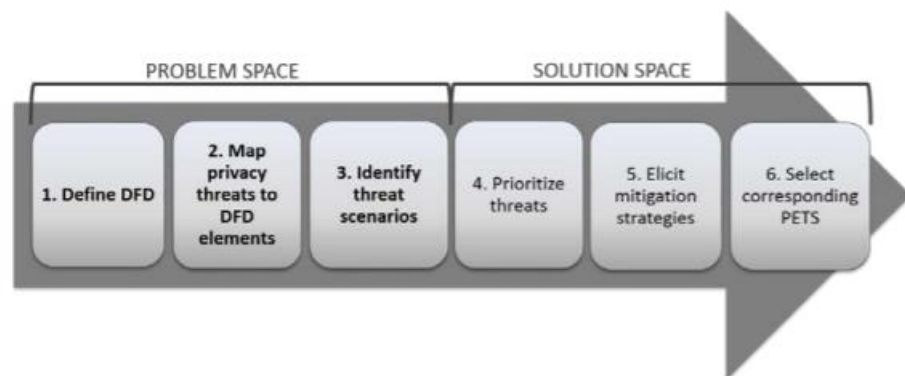 PROBLEM SPACE
SOLUTION SPACE
1. Define DFD
2. Map
privacy
threats to
DFD
elements
3. Identify
threat
scenarios
4. Prioritize
threats
5. Elicit
mitigation
strategies
6. Select
corresponding
PETS